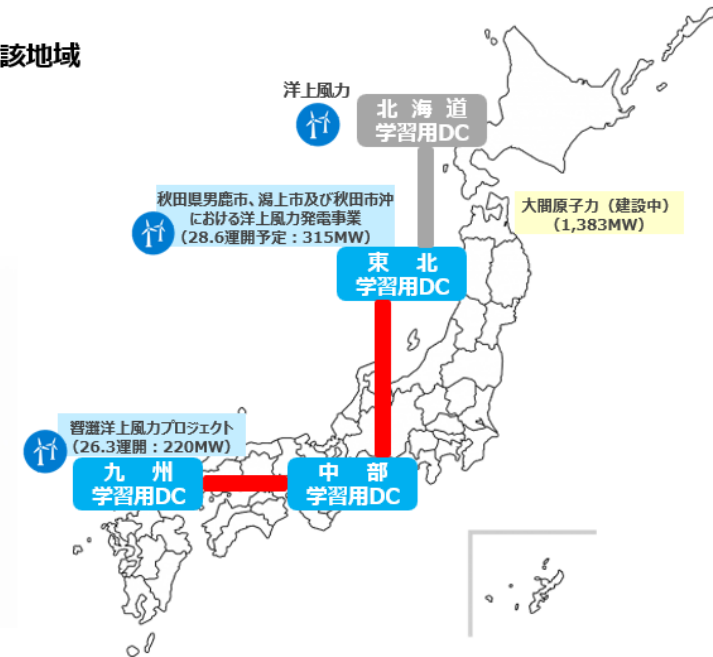 該地域
洋上風力
北 海 道
学習用DC
秋田県男鹿市、潟上市及び秋田市沖
における洋上風力発電事業
（28.6運開予定：315MW）
大間原子力（建設中）
（1,383MW）
東 北
学習用DC
響灘洋上風力プロジェクト
（26.3運開：220MW）
九 州
学習用DC
中 部
学習用DC